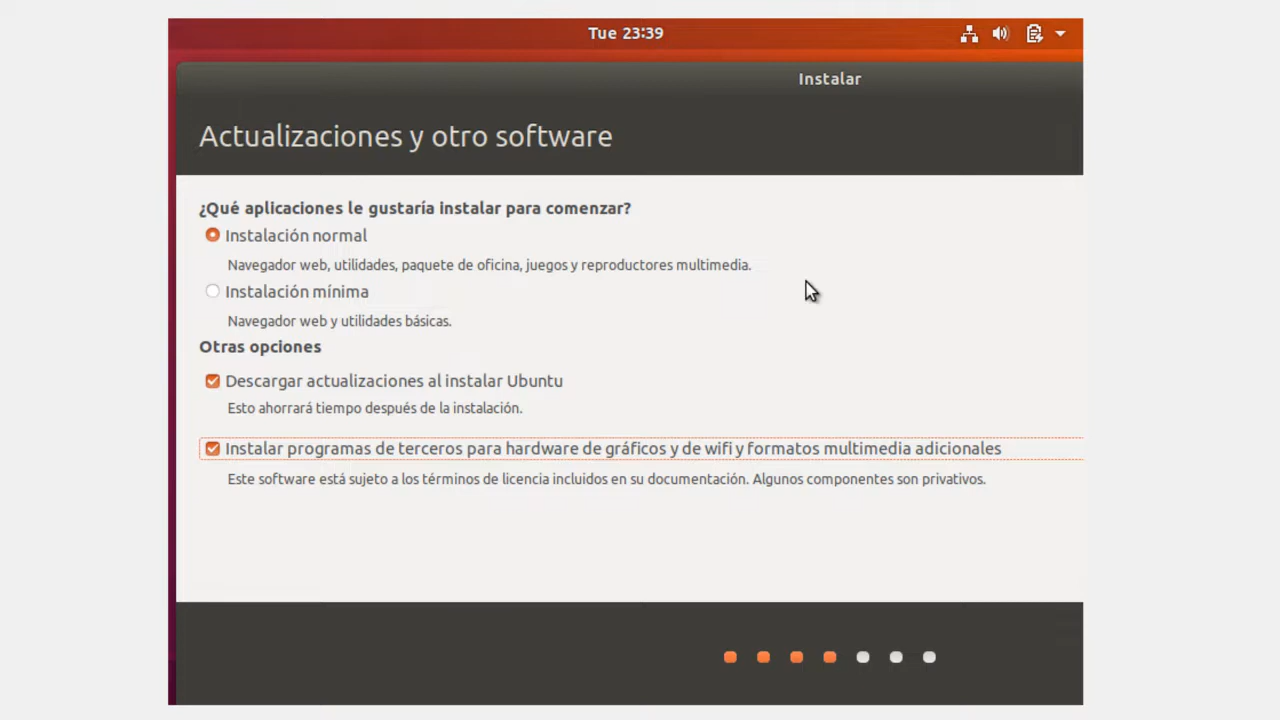 Tue 23:39
Instalar
Actualizaciones y otro software
¿Qué aplicaciones le gustaría instalar para comenzar?
Instalación normal
Navegador web, utilidades, paquete de oficina, juegos y reproductores multimedia.
Instalación mínima
Navegador web y utilidades básicas.
Otras opciones
Descargar actualizaciones al instalar Ubuntu
Esto ahorrará tiempo después de la instalación.
Instalar programas de terceros para hardware de gráficos y de wifi y formatos multimedia adicionales
Este software está sujeto a los términos de licencia incluidos en su documentación. Algunos componentes son privativos.